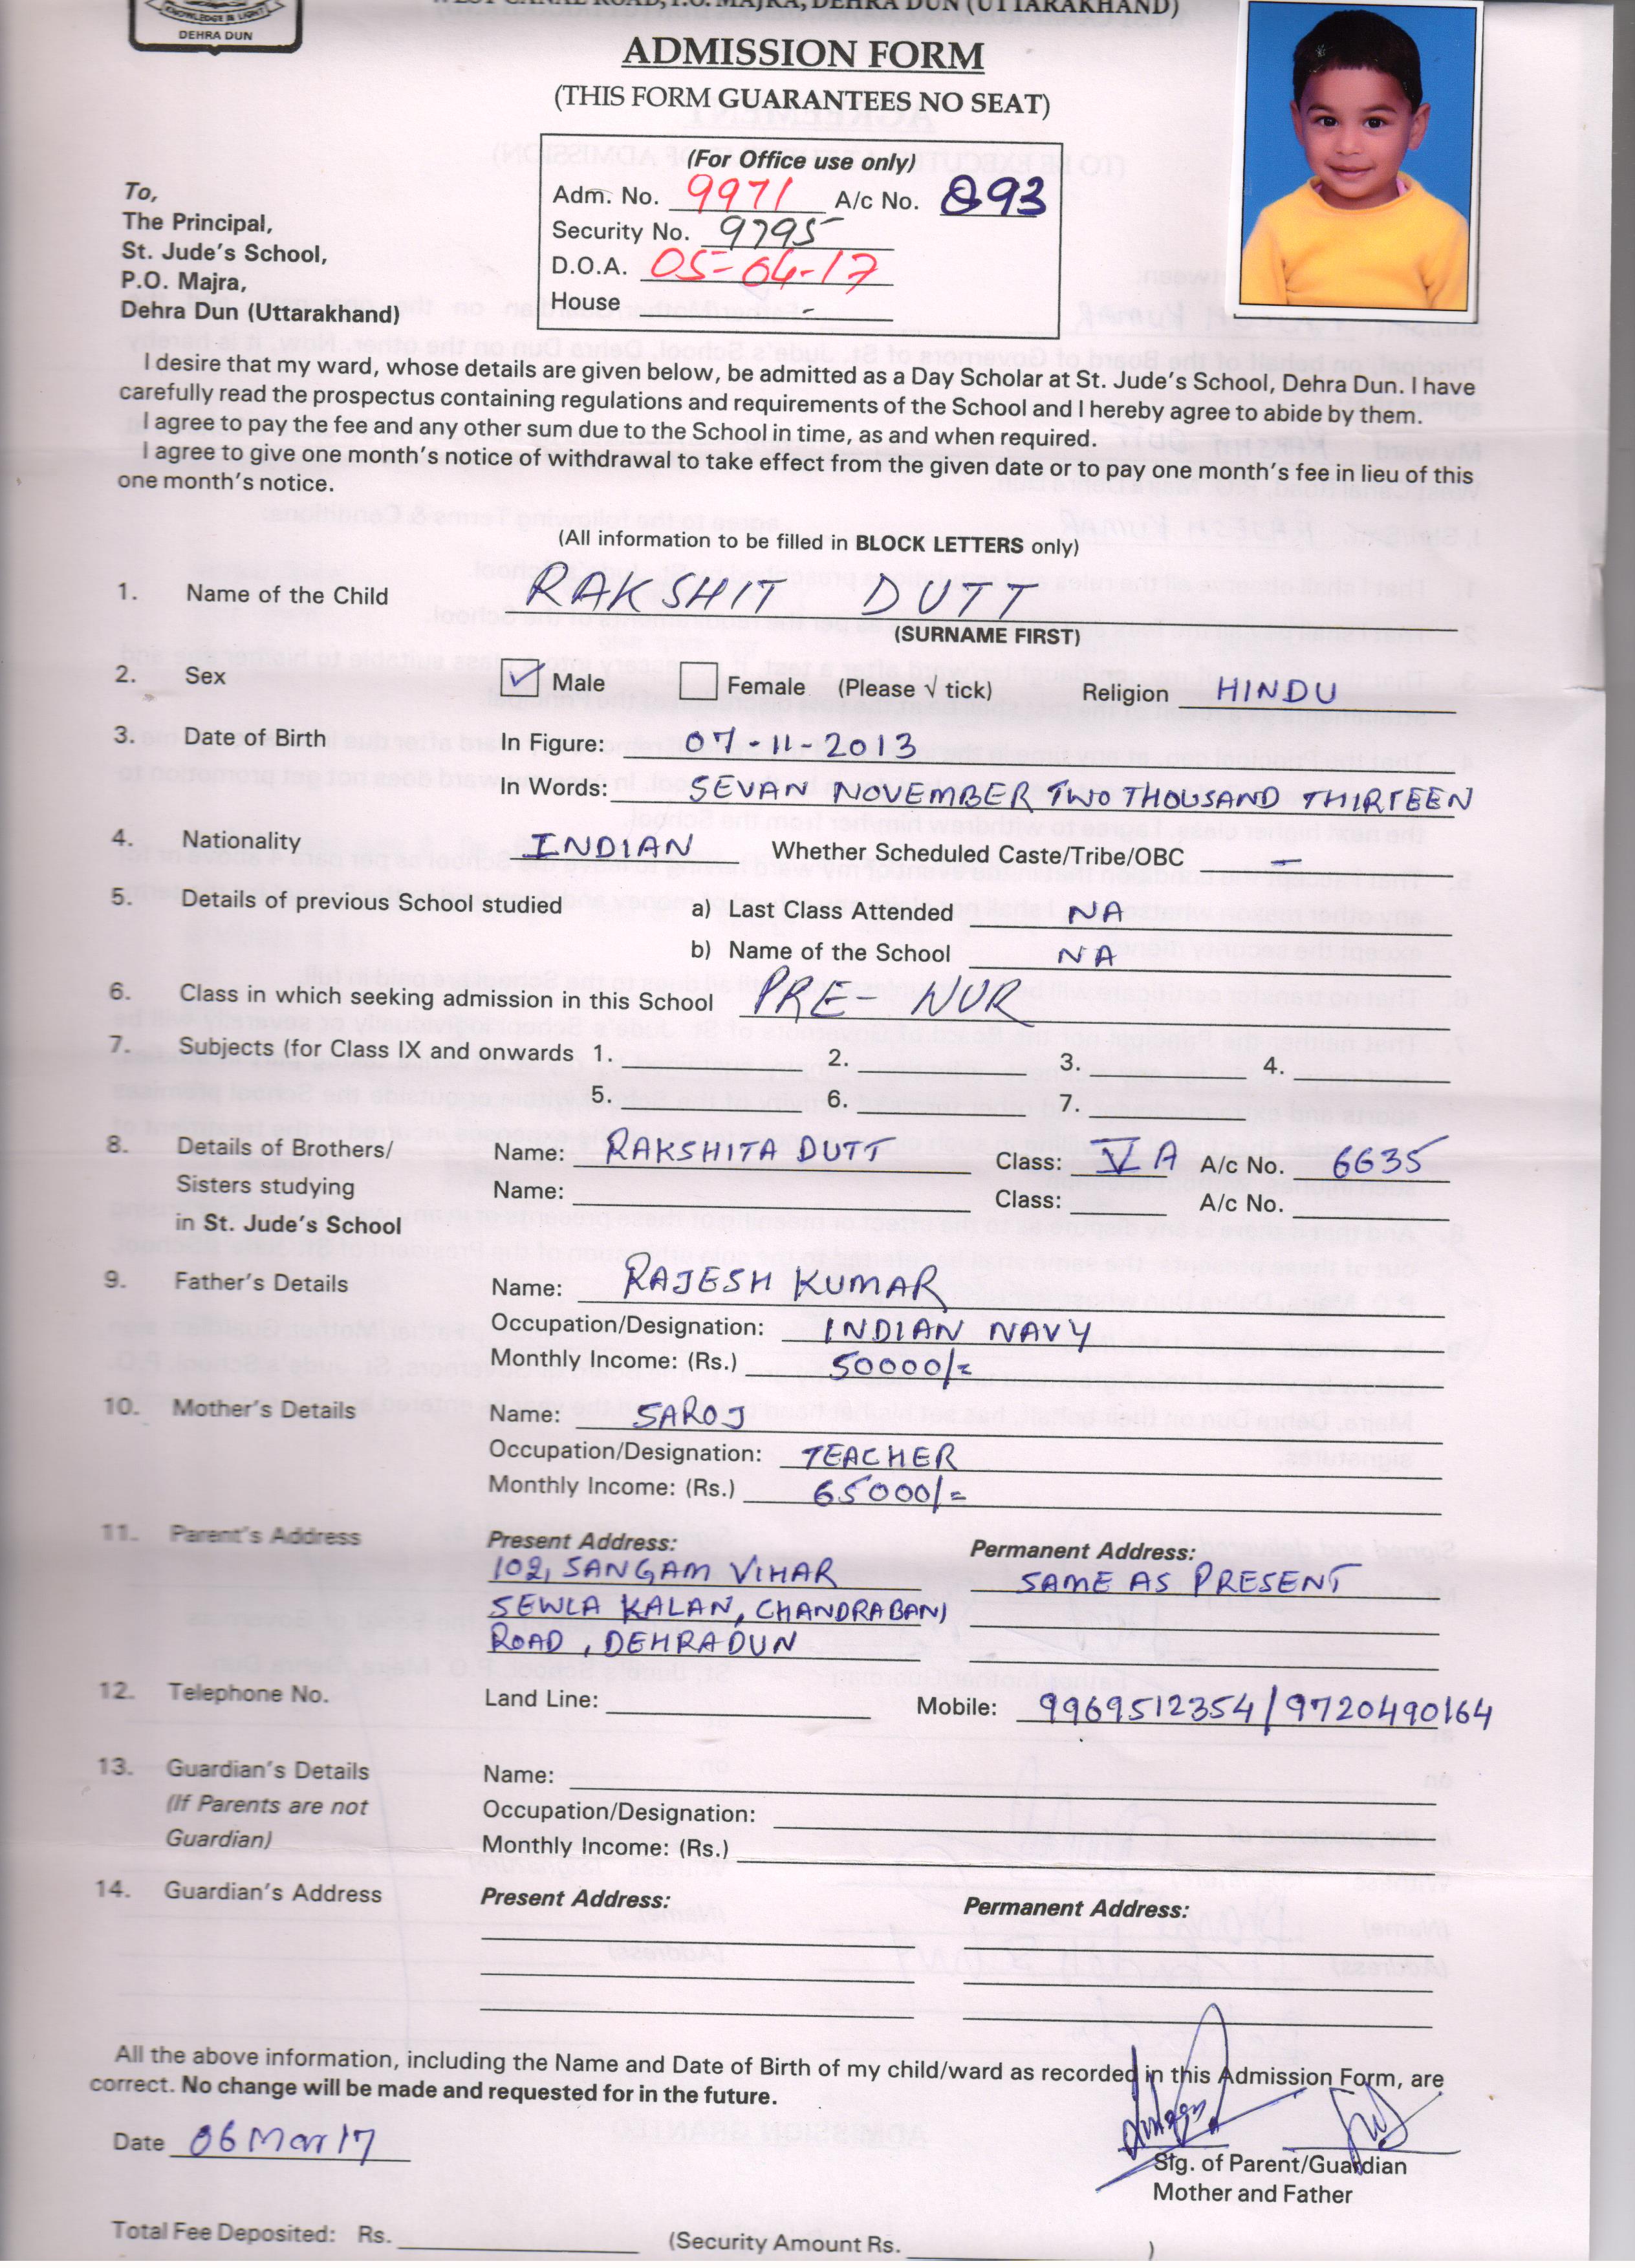 KNOWLEDGE IS LIGHT
DEHRA DUN
WEST CANAL ROAD, P.O. MAJRA, DEHRA DUN (UTTARAKHAND)
ADMISSION FORM
(THIS FORM GUARANTEES NO SEAT)
(For Office use only)
Adm. No. 9971 A/c No. 893
Security No. 9795
D.O.A. 05-04-17
House -
To,
The Principal,
St. Jude's School,
P.O. Majra,
Dehra Dun (Uttarakhand)
I desire that my ward, whose details are given below, be admitted as a Day Scholar at St. Jude's School, Dehra Dun. I have
carefully read the prospectus containing regulations and requirements of the School and I hereby agree to abide by them.
I agree to pay the fee and any other sum due to the School in time, as and when required.
I agree to give one month's notice of withdrawal to take effect from the given date or to pay one month's fee in lieu of this
one month's notice.
(All information to be filled in BLOCK LETTERS only)
1. Name of the Child RAKSHIT DUTT
(SURNAME FIRST)
2. Sex ✓ Male Female (Please √ tick) Religion HINDU
3. Date of Birth In Figure: 07-11-2013
In Words: SEVAN NOVEMBER TWO THOUSAND THIRTEEN
4. Nationality INDIAN Whether Scheduled Caste/Tribe/OBC —
5. Details of previous School studied a) Last Class Attended NA
b) Name of the School NA
6. Class in which seeking admission in this School PRE- NUR
7. Subjects (for Class IX and onwards 1. 2. 3. 4.
5. 6. 7.
8. Details of Brothers/ Name: RAKSHITA DUTT Class: V A A/c No. 6635
Sisters studying Name: Class: A/c No.
in St. Jude's School
9. Father's Details Name: RAJESH KUMAR
Occupation/Designation: INDIAN NAVY
Monthly Income: (Rs.) 50000/=
10. Mother's Details Name: SAROJ
Occupation/Designation: TEACHER
Monthly Income: (Rs.) 65000/=
11. Parent's Address Present Address: Permanent Address:
102, SANGAM VIHAR SAME AS PRESENT
SEWLA KALAN, CHANDRABANI
ROAD, DEHRADUN
12. Telephone No. Land Line: Mobile: 9969512354/9720490164
13. Guardian's Details Name:
(If Parents are not Occupation/Designation:
Guardian) Monthly Income: (Rs.)
14. Guardian's Address Present Address: Permanent Address:
All the above information, including the Name and Date of Birth of my child/ward as recorded in this Admission Form, are
correct. No change will be made and requested for in the future.
Date 06 Mar 17
Sig. of Parent/Guardian
Mother and Father
Total Fee Deposited: Rs. (Security Amount Rs. )